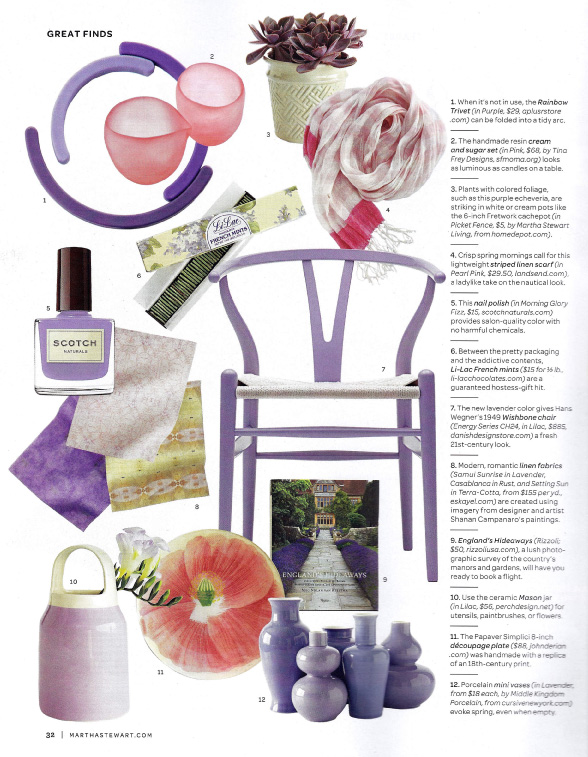 GREAT FINDS
2
3
1
4
Li-Lac
FRENCH MINTS
6
5
SCOTCH
NATURALS
7
8
ENGLAND'S HIDEAWAYS
9
10
11
12
1. When it's not in use, the Rainbow
Trivet (in Purple, $29, aplusrstore
.com) can be folded into a tidy arc.
2. The handmade resin cream
and sugar set (in Pink, $68, by Tina
Frey Designs, sfmoma.org) looks
as luminous as candles on a table.
3. Plants with colored foliage,
such as this purple echeveria, are
striking in white or cream pots like
the 6-inch Fretwork cachepot (in
Picket Fence, $5, by Martha Stewart
Living, from homedepot.com).
4. Crisp spring mornings call for this
lightweight striped linen scarf (in
Pearl Pink, $29.50, landsend.com),
a ladylike take on the nautical look.
5. This nail polish (in Morning Glory
Fizz, $15, scotchnaturals.com)
provides salon-quality color with
no harmful chemicals.
6. Between the pretty packaging
and the addictive contents,
Li-Lac French mints ($15 for ⅜ lb.,
li-lacchocolates.com) are a
guaranteed hostess-gift hit.
7. The new lavender color gives Hans
Wegner's 1949 Wishbone chair
(Energy Series CH24, in Lilac, $885,
danishdesignstore.com) a fresh
21st-century look.
8. Modern, romantic linen fabrics
(Samui Sunrise in Lavender,
Casablanca in Rust, and Setting Sun
in Terra-Cotta, from $155 per yd.,
eskayel.com) are created using
imagery from designer and artist
Shanan Campanaro's paintings.
9. England's Hideaways (Rizzoli;
$50, rizzoliusa.com), a lush photo-
graphic survey of the country's
manors and gardens, will have you
ready to book a flight.
10. Use the ceramic Mason jar
(in Lilac, $56, perchdesign.net) for
utensils, paintbrushes, or flowers.
11. The Papaver Simplici 8-inch
découpage plate ($88, johnderian
.com) was handmade with a replica
of an 18th-century print.
12. Porcelain mini vases (in Lavender,
from $18 each, by Middle Kingdom
Porcelain, from cursivenewyork.com)
evoke spring, even when empty.
32 | MARTHASTEWART.COM